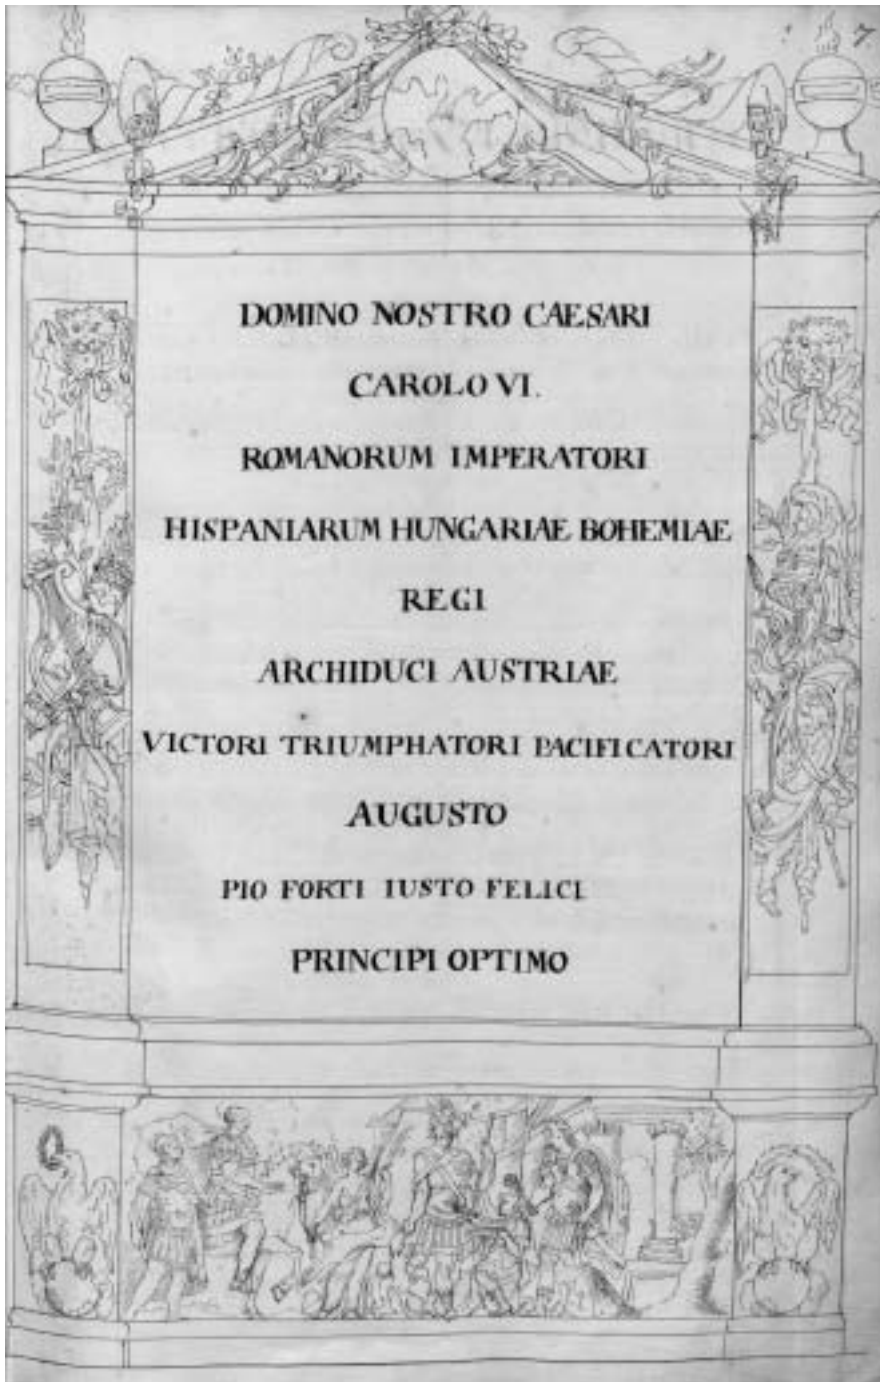 7
DOMINO NOSTRO CAESARI
CAROLO VI.
ROMANORUM IMPERATORI
HISPANIARUM HUNGARIAE BOHEMIAE
REGI
ARCHIDUCI AUSTRIAE
VICTORI TRIUMPHATORI PACIFICATORI
AUGUSTO
PIO FORTI IUSTO FELICI
PRINCIPI OPTIMO